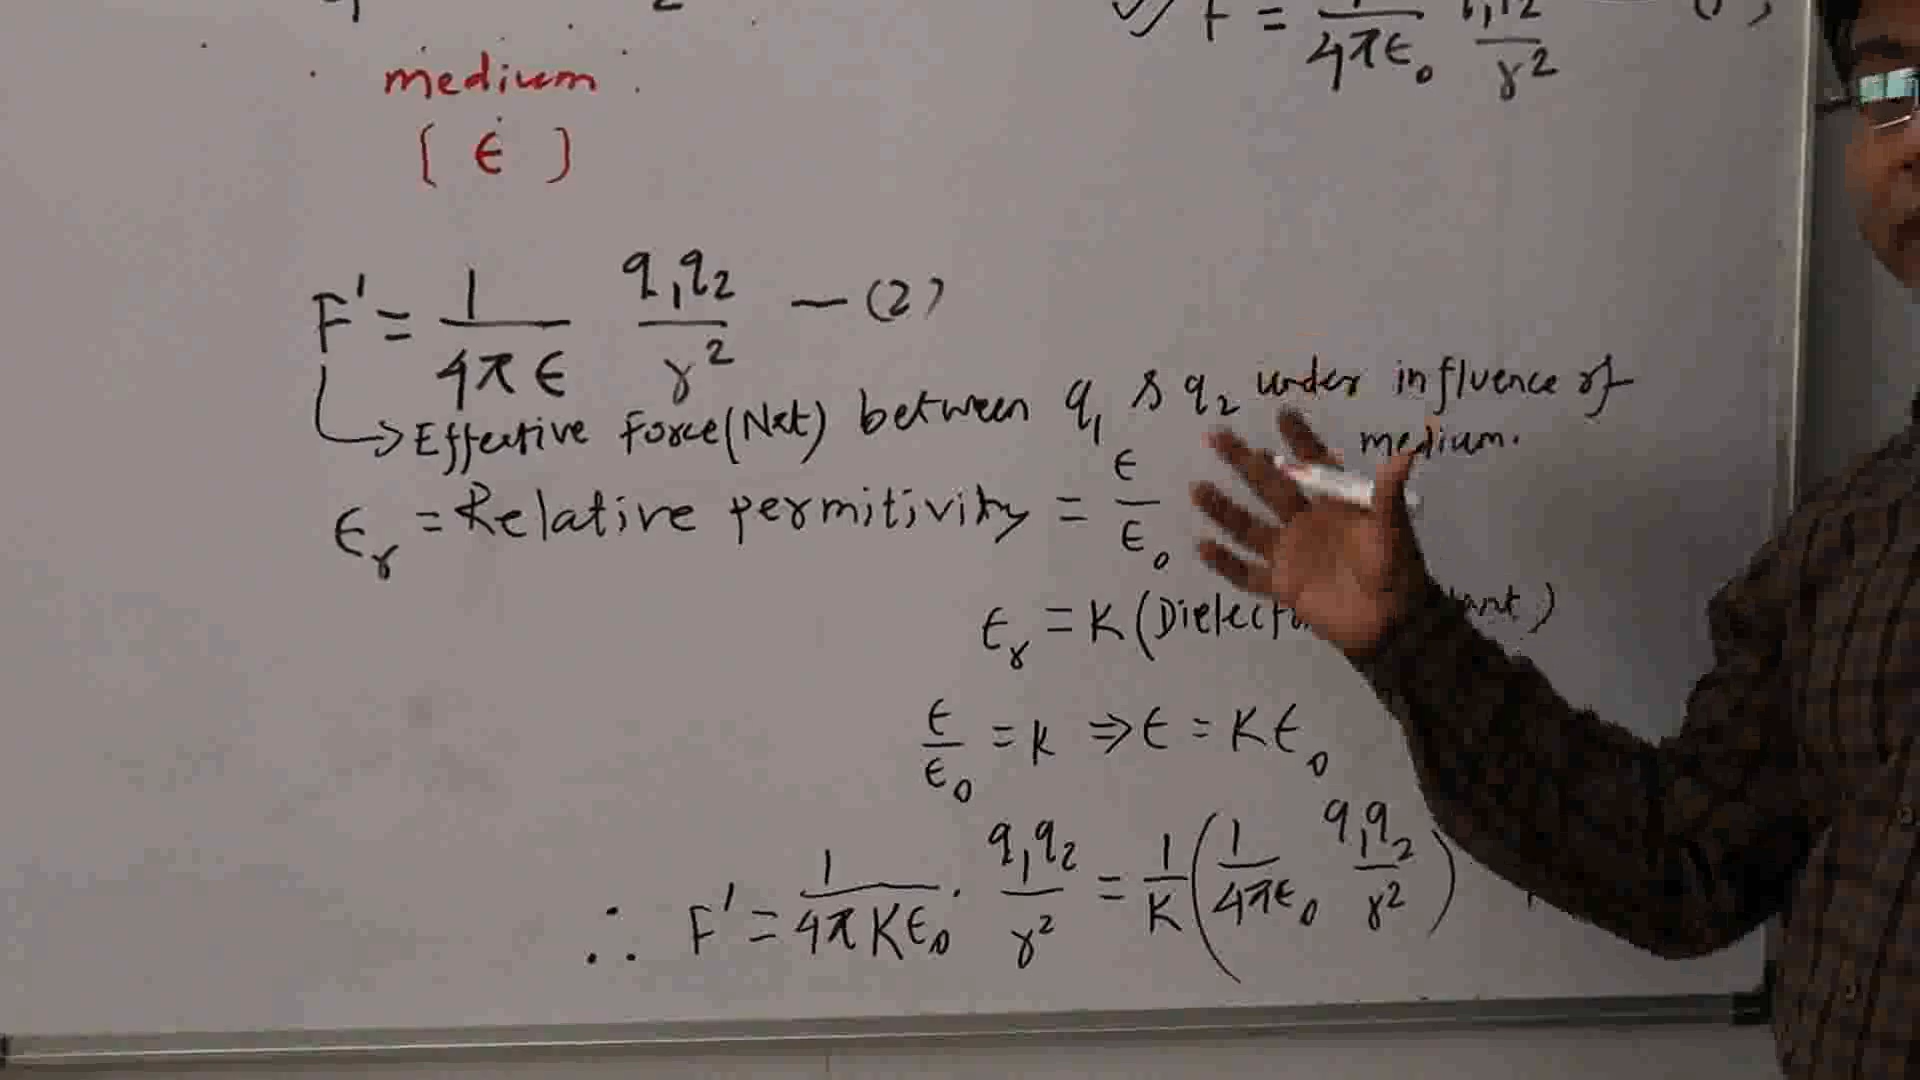 F = 1/4πε₀ q₁q₂/r² — (1)
medium
[ ε ]
F' = 1/4πε q₁q₂/r² — (2)
→ Effective Force (Net) between q₁ & q₂ under influence of
medium.
εᵣ = Relative permitivity = ε/ε₀
εᵣ = K (Dielect
ε/ε₀ = K ⇒ ε = Kε₀
∴ F' = 1/4πKε₀ · q₁q₂/r² = 1/K (1/4πε₀ q₁q₂/r²)